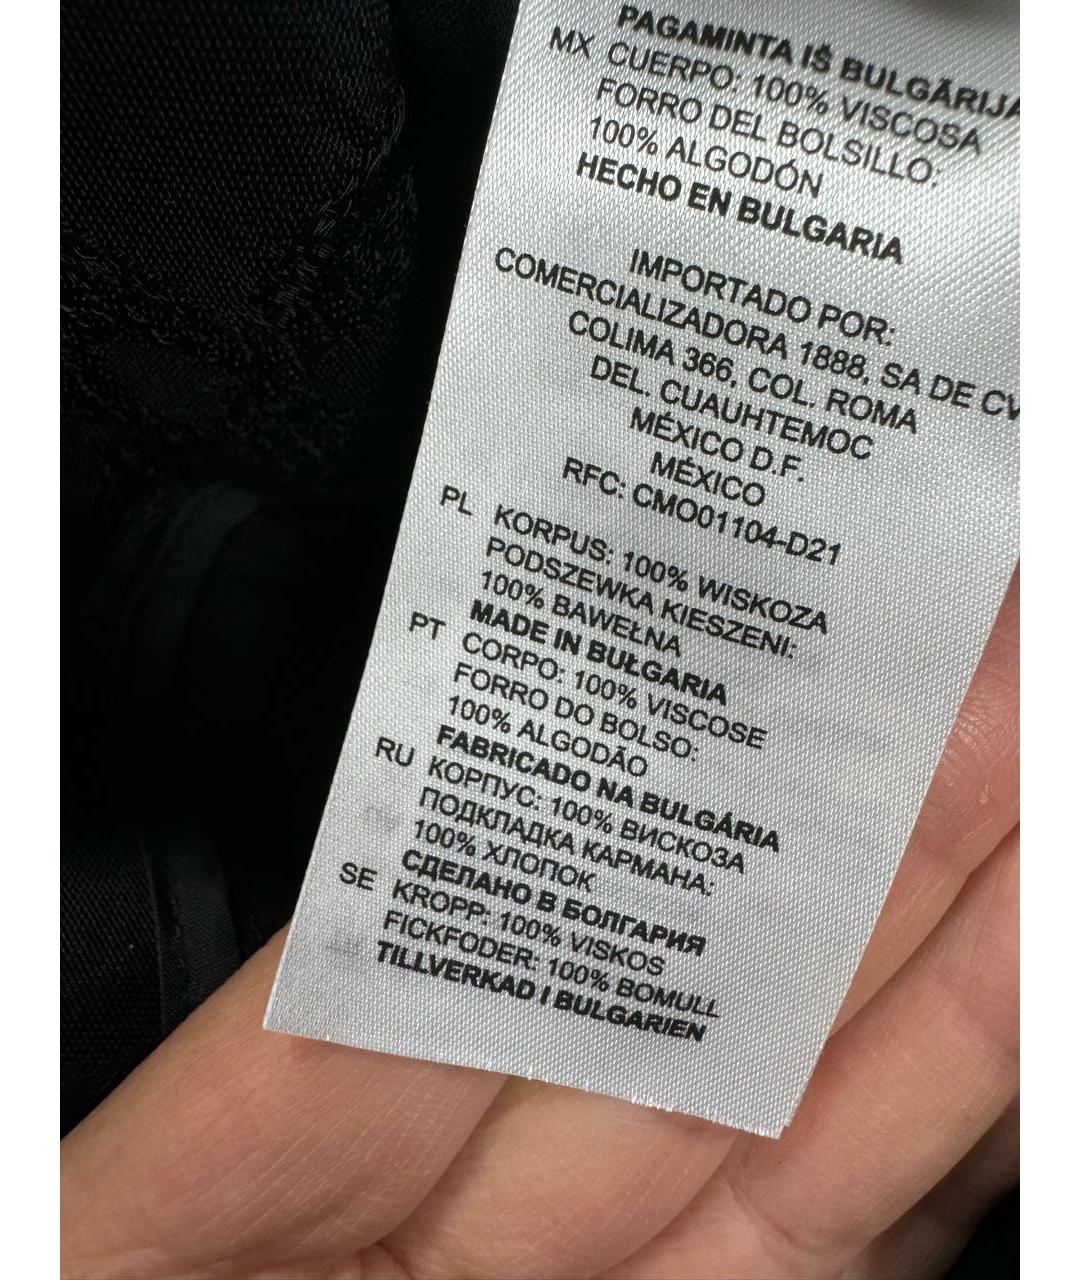 PAGAMINTA IŠ BULGĀRIJA
MX CUERPO: 100% VISCOSA
FORRO DEL BOLSILLO:
100% ALGODÓN
HECHO EN BULGARIA
IMPORTADO POR:
COMERCIALIZADORA 1888, SA DE CV
COLIMA 366, COL. ROMA
DEL. CUAUHTEMOC
MÉXICO D.F.
MÉXICO
RFC: CMO01104-D21
PL KORPUS: 100% WISKOZA
PODSZEWKA KIESZENI:
100% BAWEŁNA
MADE IN BUŁGARIA
PT CORPO: 100% VISCOSE
FORRO DO BOLSO:
100% ALGODÃO
FABRICADO NA BULGÁRIA
RU КОРПУС: 100% ВИСКОЗА
ПОДКЛАДКА КАРМАНА:
100% ХЛОПОК
СДЕЛАНО В БОЛГАРИЯ
SE KROPP: 100% VISKOS
FICKFODER: 100% BOMULL
TILLVERKAD I BULGARIEN